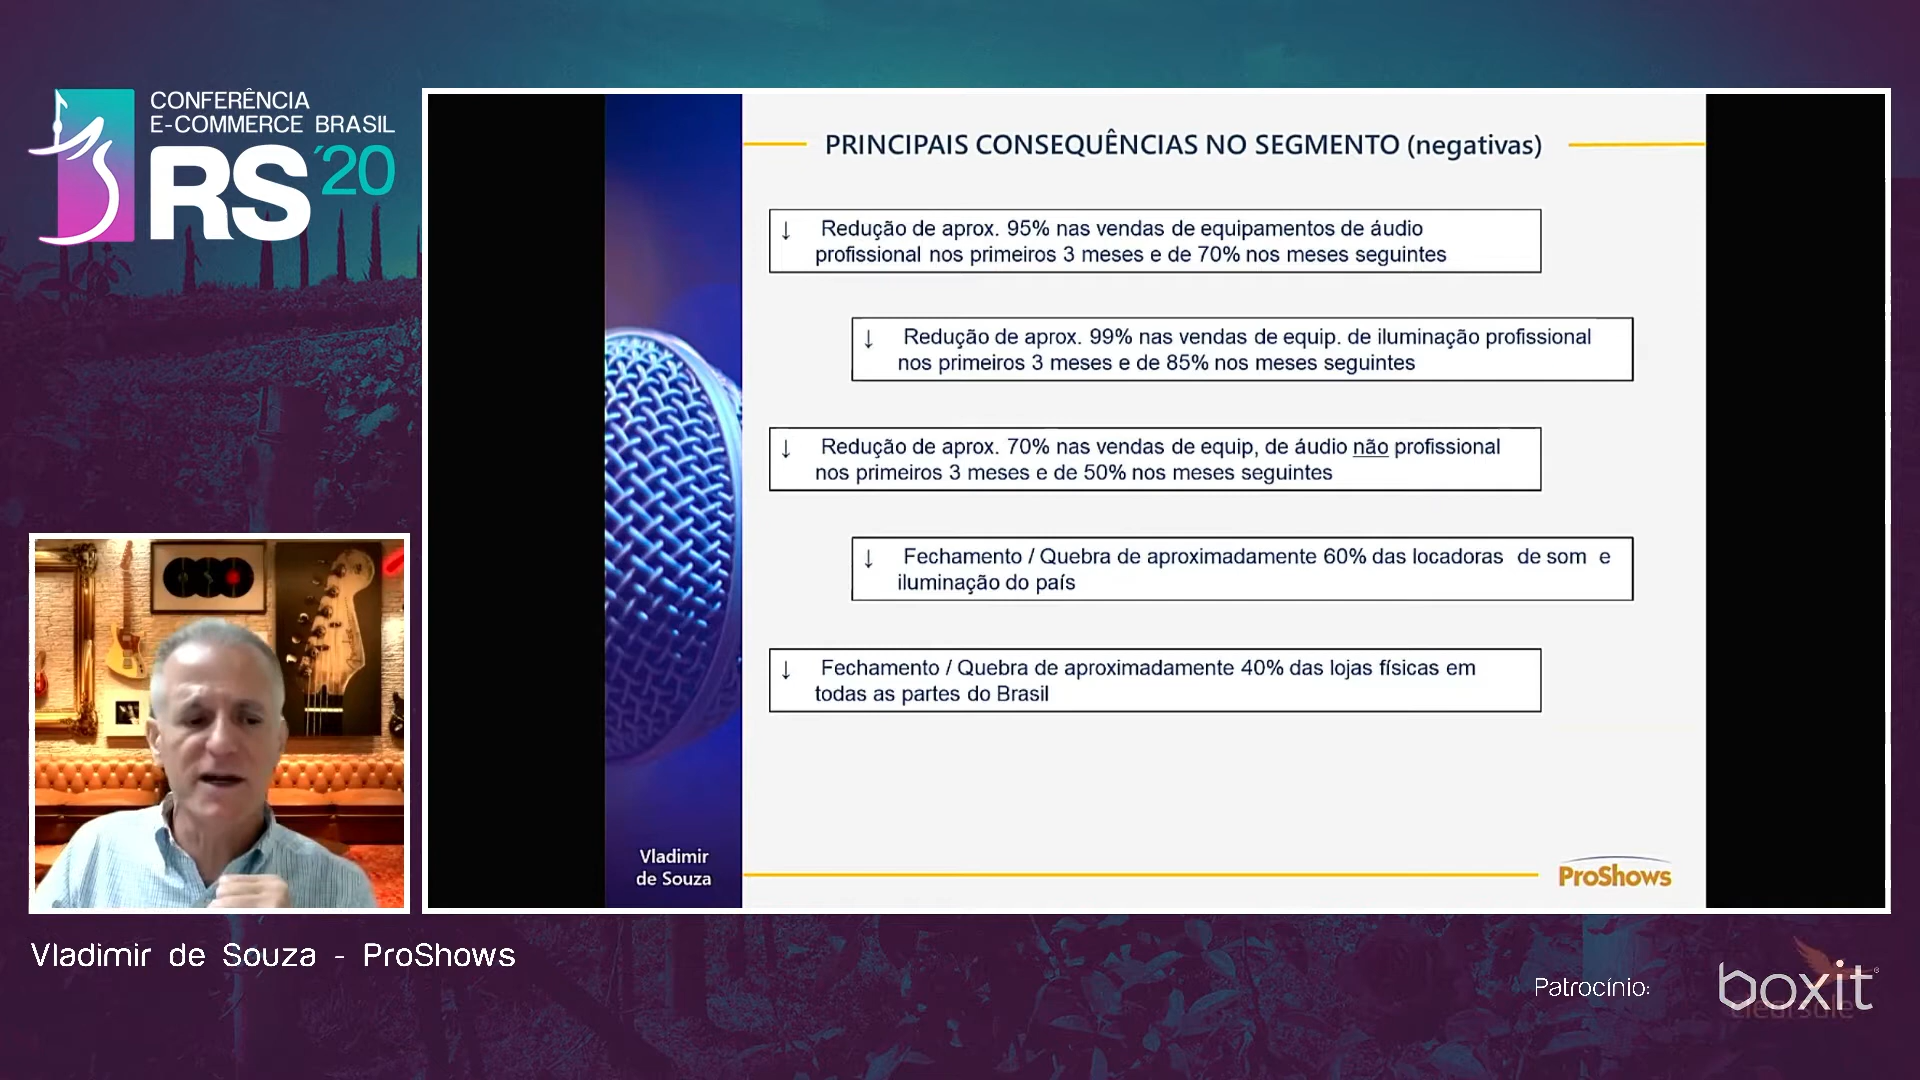 CONFERÊNCIA
E-COMMERCE BRASIL
RS'20
PRINCIPAIS CONSEQUÊNCIAS NO SEGMENTO (negativas)
↓ Redução de aprox. 95% nas vendas de equipamentos de áudio
profissional nos primeiros 3 meses e de 70% nos meses seguintes
↓ Redução de aprox. 99% nas vendas de equip. de iluminação profissional
nos primeiros 3 meses e de 85% nos meses seguintes
↓ Redução de aprox. 70% nas vendas de equip, de áudio não profissional
nos primeiros 3 meses e de 50% nos meses seguintes
↓ Fechamento / Quebra de aproximadamente 60% das locadoras de som e
iluminação do país
↓ Fechamento / Quebra de aproximadamente 40% das lojas físicas em
todas as partes do Brasil
Vladimir
de Souza
ProShows
Vladimir de Souza - ProShows
Patrocínio:
boxit